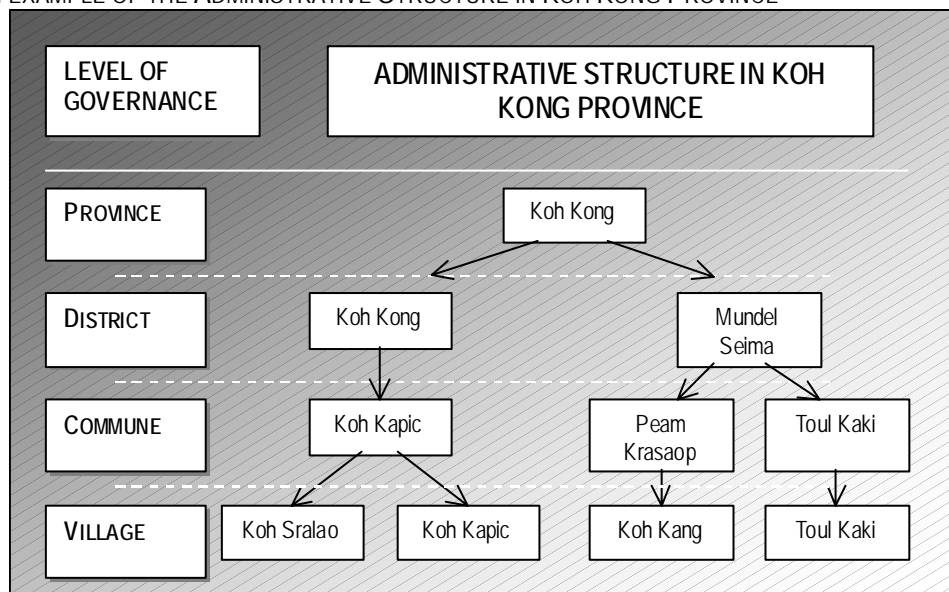 EXAMPLE OF THE ADMINISTRATIVE STRUCTURE IN KOH KONG PROVINCE
LEVEL OF
GOVERNANCE
ADMINISTRATIVE STRUCTURE IN KOH
KONG PROVINCE
PROVINCE
Koh Kong
DISTRICT
Koh Kong
Mundel
Seima
COMMUNE
Koh Kapic
Peam
Krasaop
Toul Kaki
VILLAGE
Koh Sralao
Koh Kapic
Koh Kang
Toul Kaki